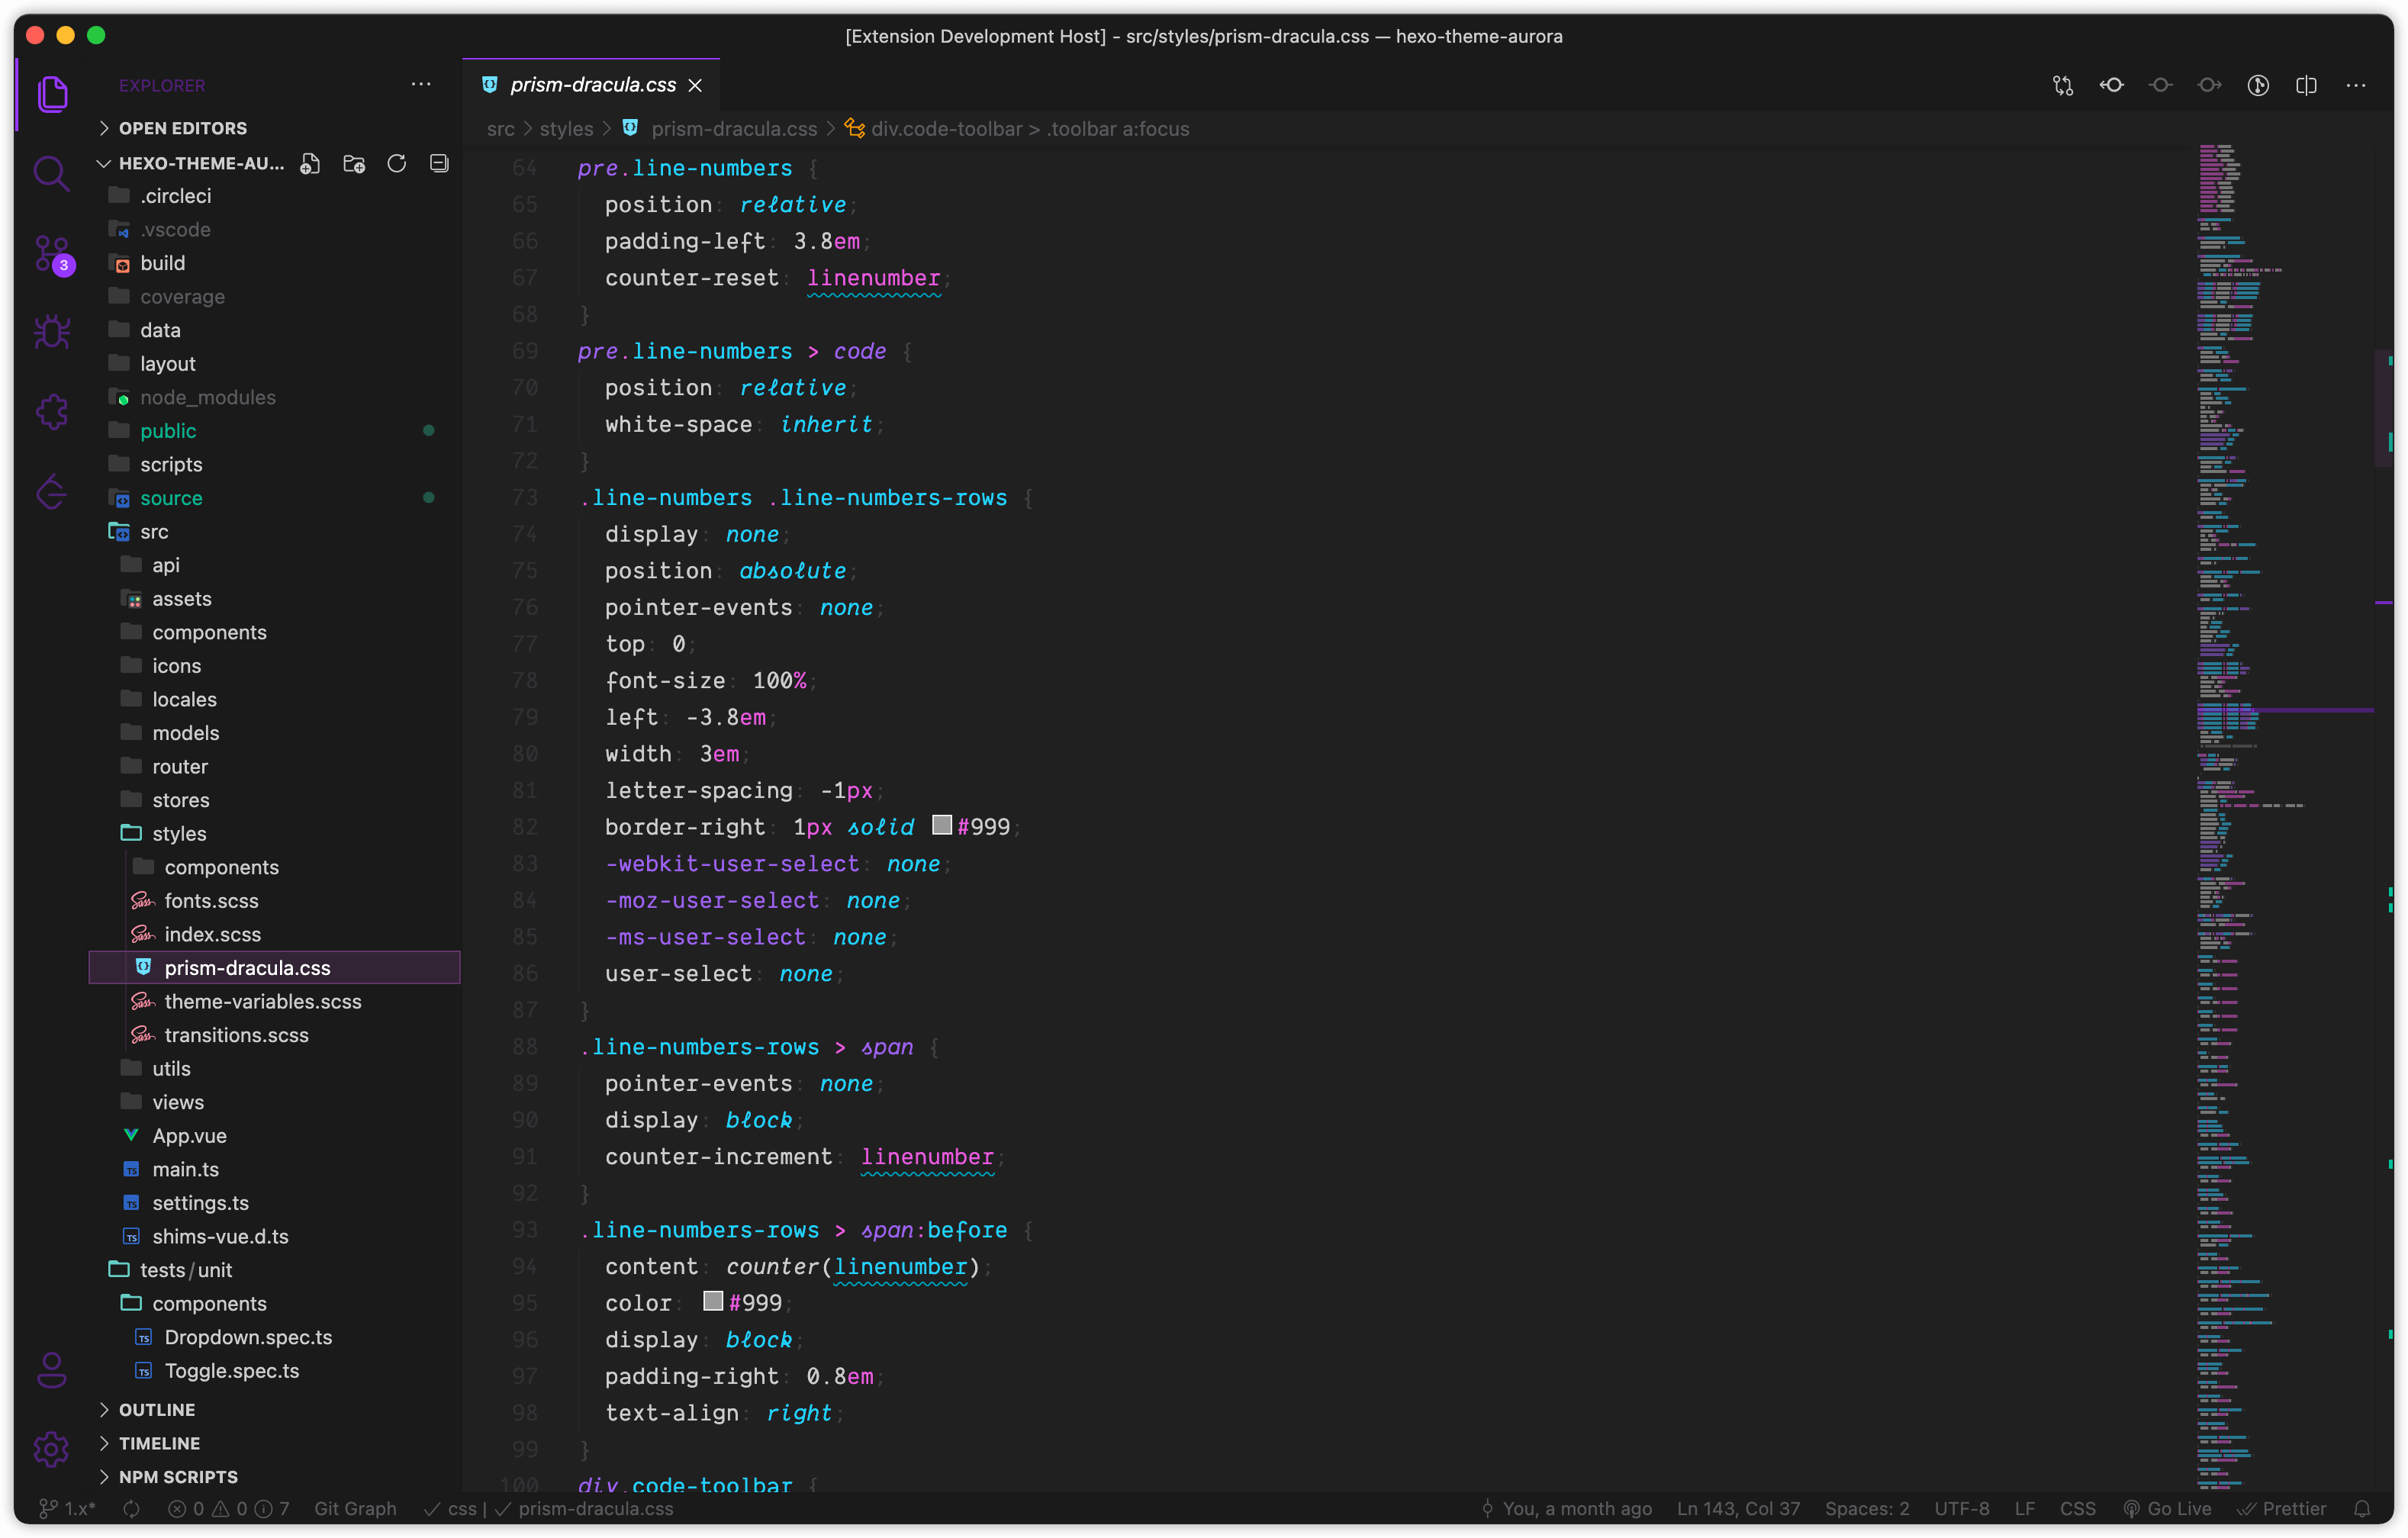 [Extension Development Host] - src/styles/prism-dracula.css — hexo-theme-aurora
EXPLORER
OPEN EDITORS
HEXO-THEME-AU...
.circleci
.vscode
build
coverage
data
layout
node_modules
public
scripts
source
src
api
assets
components
icons
locales
models
router
stores
styles
components
fonts.scss
index.scss
prism-dracula.css
theme-variables.scss
transitions.scss
utils
views
App.vue
main.ts
settings.ts
shims-vue.d.ts
tests/unit
components
Dropdown.spec.ts
Toggle.spec.ts
OUTLINE
TIMELINE
NPM SCRIPTS
3
prism-dracula.css
src > styles > prism-dracula.css > div.code-toolbar > .toolbar a:focus
64 pre.line-numbers {
65 position: relative;
66 padding-left: 3.8em;
67 counter-reset: linenumber;
68 }
69 pre.line-numbers > code {
70 position: relative;
71 white-space: inherit;
72 }
73 .line-numbers .line-numbers-rows {
74 display: none;
75 position: absolute;
76 pointer-events: none;
77 top: 0;
78 font-size: 100%;
79 left: -3.8em;
80 width: 3em;
81 letter-spacing: -1px;
82 border-right: 1px solid #999;
83 -webkit-user-select: none;
84 -moz-user-select: none;
85 -ms-user-select: none;
86 user-select: none;
87 }
88 .line-numbers-rows > span {
89 pointer-events: none;
90 display: block;
91 counter-increment: linenumber;
92 }
93 .line-numbers-rows > span:before {
94 content: counter(linenumber);
95 color: #999;
96 display: block;
97 padding-right: 0.8em;
98 text-align: right;
99 }
100 div.code-toolbar {
1.x* 0 0 7 Git Graph ✓ css | ✓ prism-dracula.css You, a month ago Ln 143, Col 37 Spaces: 2 UTF-8 LF CSS Go Live Prettier